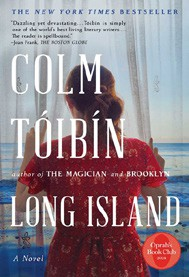 THE NEW YORK TIMES BESTSELLER
"Dazzling yet devastating...Tóibín is simply
one of the world's best living literary writers...
The reader is spellbound."
—Joan Frank, THE BOSTON GLOBE
COLM
TÓIBÍN
author of THE MAGICIAN and BROOKLYN
LONG ISLAND
A Novel
Oprah's
Book Club